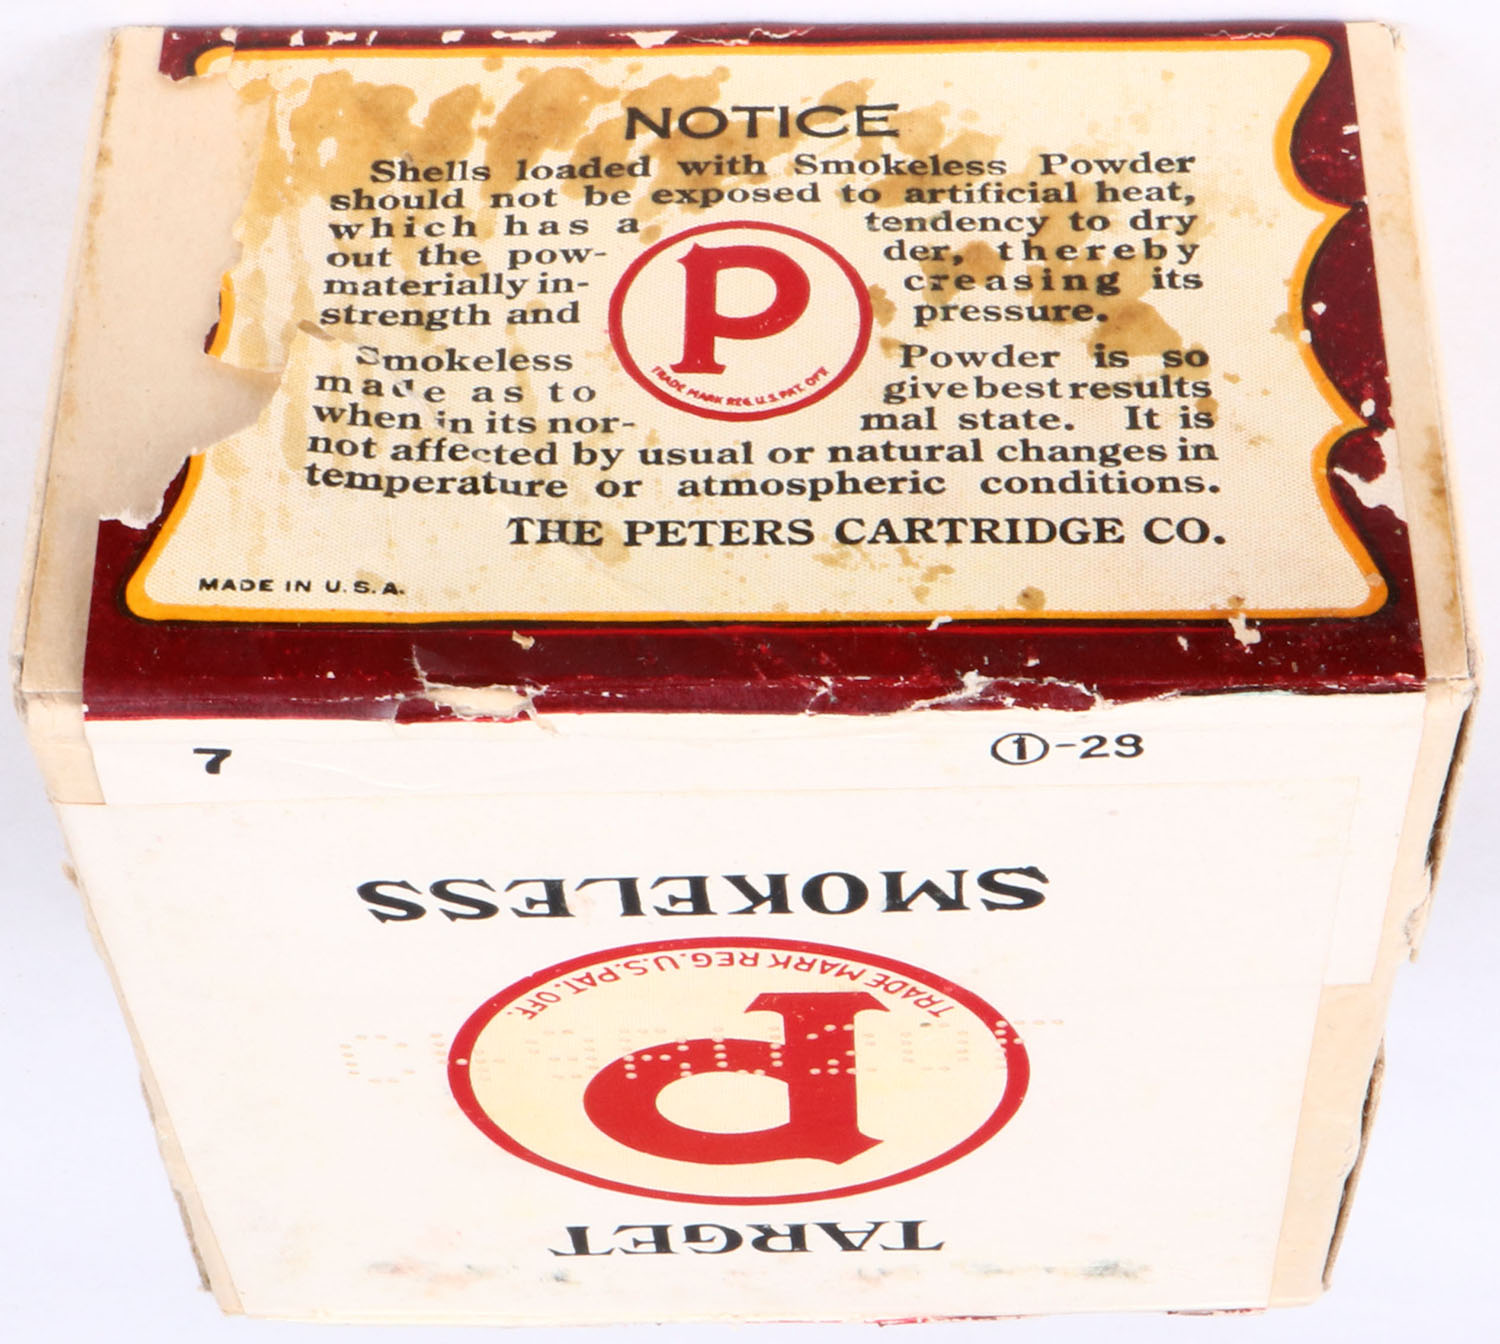 NOTICE
Shells loaded with Smokeless Powder
should not be exposed to artificial heat,
which has a tendency to dry
out the pow- der, thereby
materially in- creasing its
strength and pressure.
P
TRADE MARK REG. U.S. PAT. OFF.
Smokeless Powder is so
made as to give best results
when in its nor- mal state. It is
not affected by usual or natural changes in
temperature or atmospheric conditions.
THE PETERS CARTRIDGE CO.
MADE IN U.S.A.
7 ①-29
TARGET
P
TRADE MARK REG. U.S. PAT. OFF.
SMOKELESS